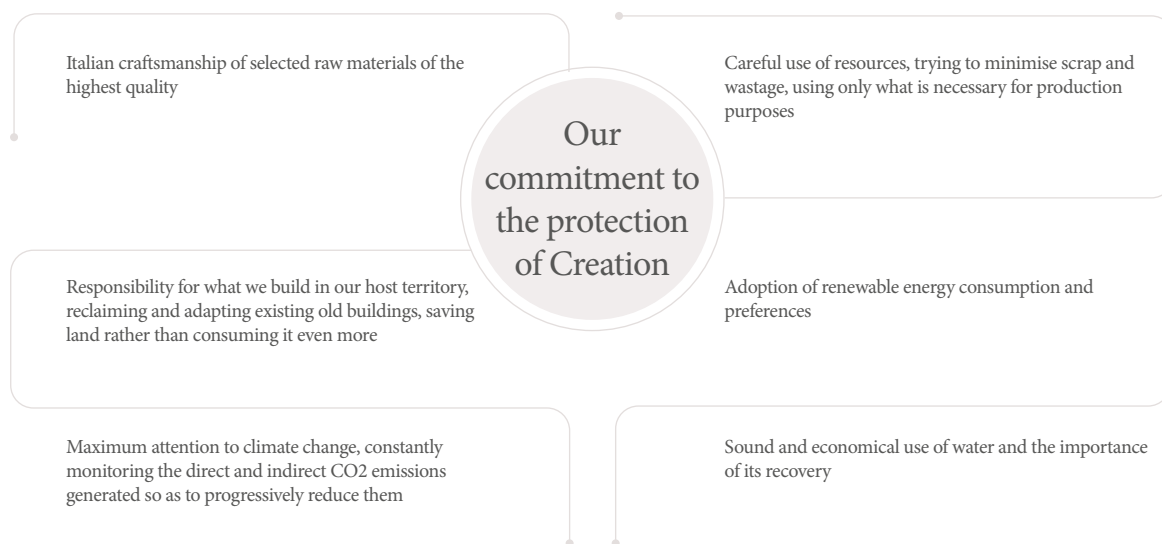 Our
commitment to
the protection
of Creation
Italian craftsmanship of selected raw materials of the
highest quality
Careful use of resources, trying to minimise scrap and
wastage, using only what is necessary for production
purposes
Responsibility for what we build in our host territory,
reclaiming and adapting existing old buildings, saving
land rather than consuming it even more
Adoption of renewable energy consumption and
preferences
Maximum attention to climate change, constantly
monitoring the direct and indirect CO2 emissions
generated so as to progressively reduce them
Sound and economical use of water and the importance
of its recovery